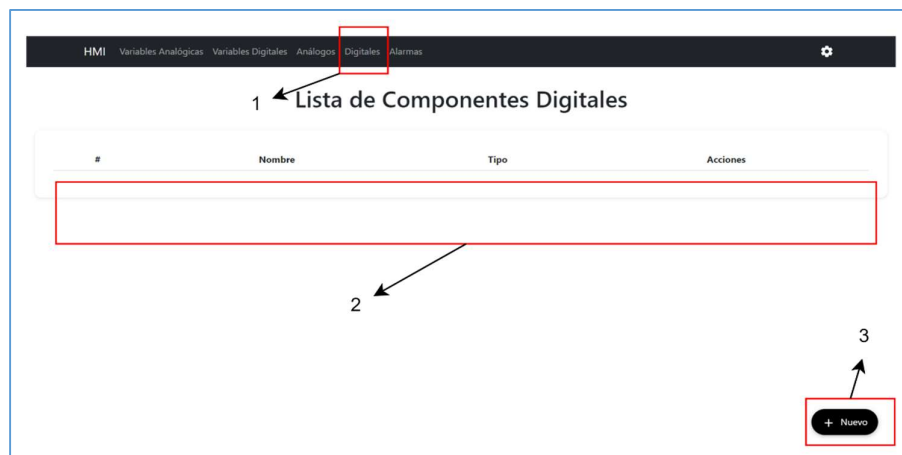 HMI Variables Analógicas Variables Digitales Análogos Digitales Alarmas
1
Lista de Componentes Digitales
# Nombre Tipo Acciones
2
3
+ Nuevo